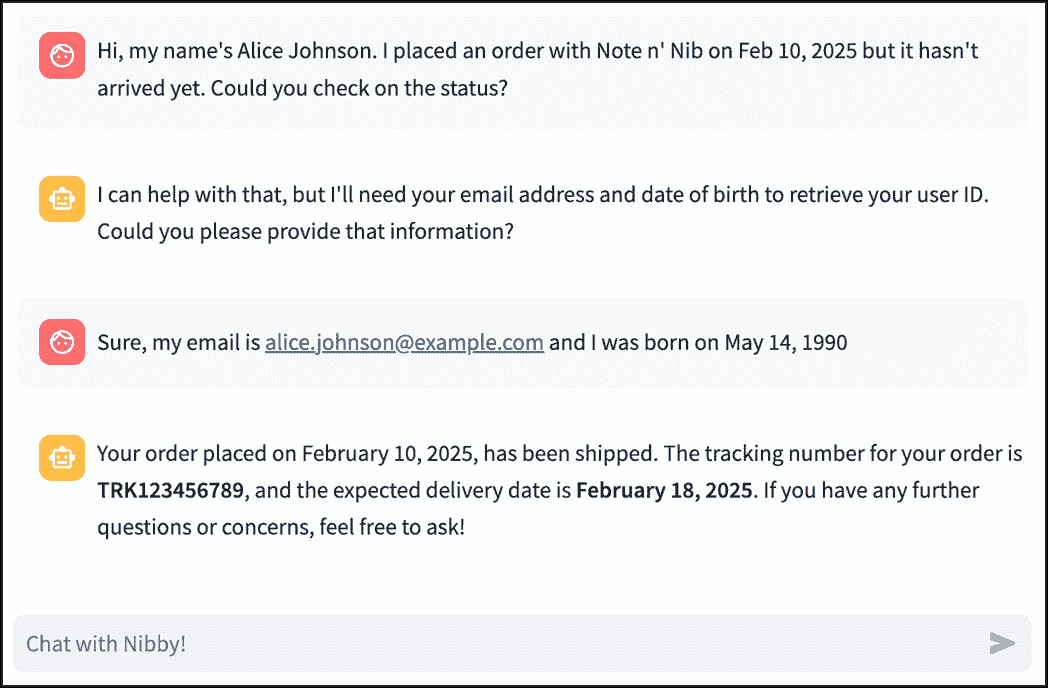 Hi, my name's Alice Johnson. I placed an order with Note n' Nib on Feb 10, 2025 but it hasn't
arrived yet. Could you check on the status?
I can help with that, but I'll need your email address and date of birth to retrieve your user ID.
Could you please provide that information?
Sure, my email is alice.johnson@example.com and I was born on May 14, 1990
Your order placed on February 10, 2025, has been shipped. The tracking number for your order is
TRK123456789, and the expected delivery date is February 18, 2025. If you have any further
questions or concerns, feel free to ask!
Chat with Nibby!